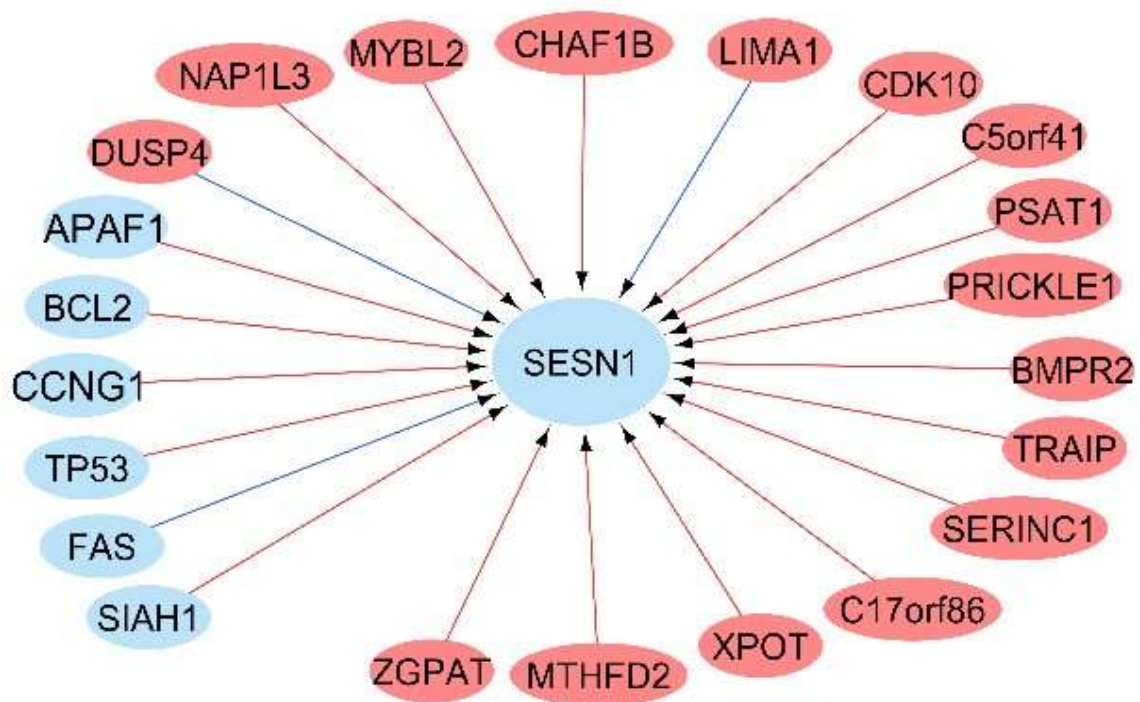 CHAF1B
MYBL2
LIMA1
NAP1L3
CDK10
C5orf41
DUSP4
PSAT1
APAF1
PRICKLE1
BCL2
SESN1
BMPR2
CCNG1
TRAIP
TP53
SERINC1
FAS
C17orf86
SIAH1
XPOT
ZGPAT
MTHFD2